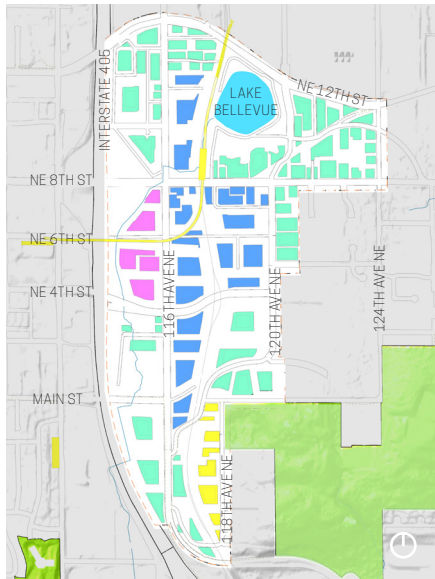 INTERSTATE 405
LAKE
BELLEVUE
NE 12TH ST
NE 8TH ST
NE 6TH ST
116TH AVE NE
120TH AVE NE
124TH AVE NE
NE 4TH ST
MAIN ST
118TH AVE NE